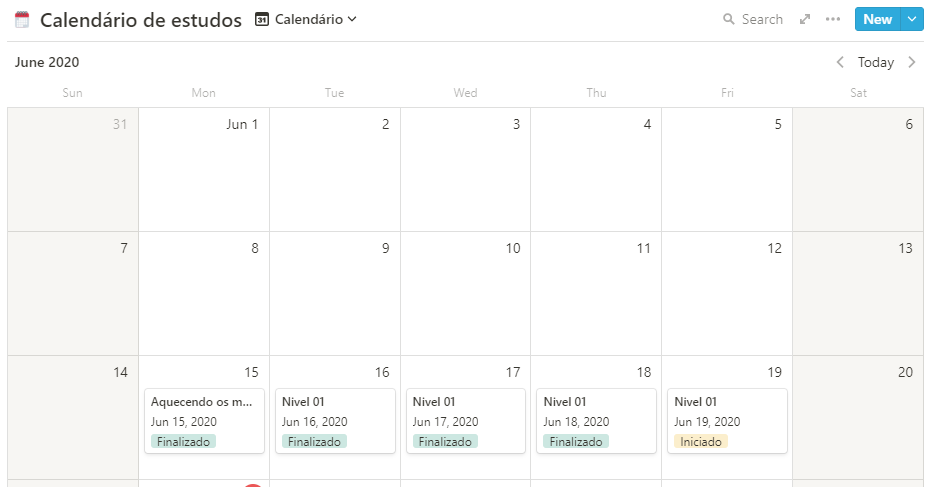 Calendário de estudos 31 Calendário Search New
June 2020 Today
Sun Mon Tue Wed Thu Fri Sat
31 Jun 1 2 3 4 5 6
7 8 9 10 11 12 13
14 15 16 17 18 19 20
Aquecendo os m... Nivel 01 Nivel 01 Nivel 01 Nivel 01
Jun 15, 2020 Jun 16, 2020 Jun 17, 2020 Jun 18, 2020 Jun 19, 2020
Finalizado Finalizado Finalizado Finalizado Iniciado